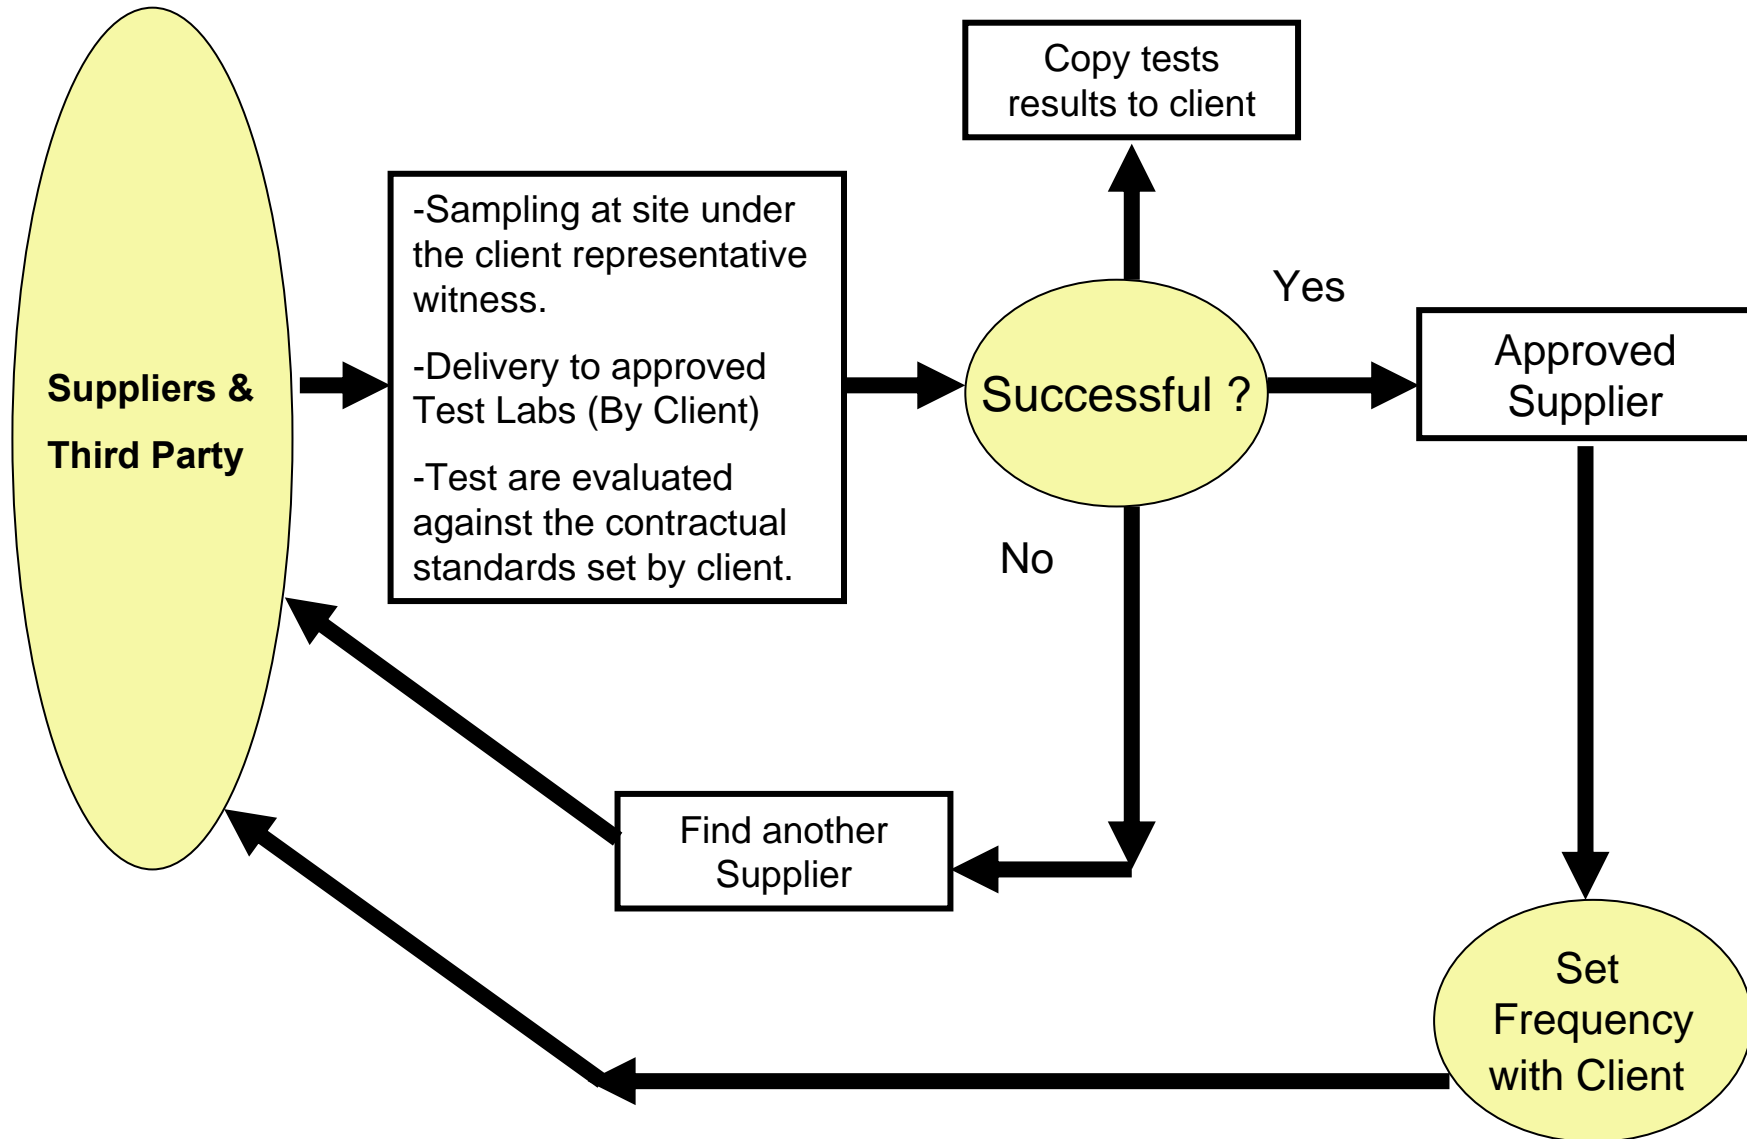 Copy tests
results to client
-Sampling at site under
the client representative
witness.
-Delivery to approved
Test Labs (By Client)
-Test are evaluated
against the contractual
standards set by client.
Suppliers &
Third Party
Successful ?
Yes
Approved
Supplier
No
Find another
Supplier
Set
Frequency
with Client